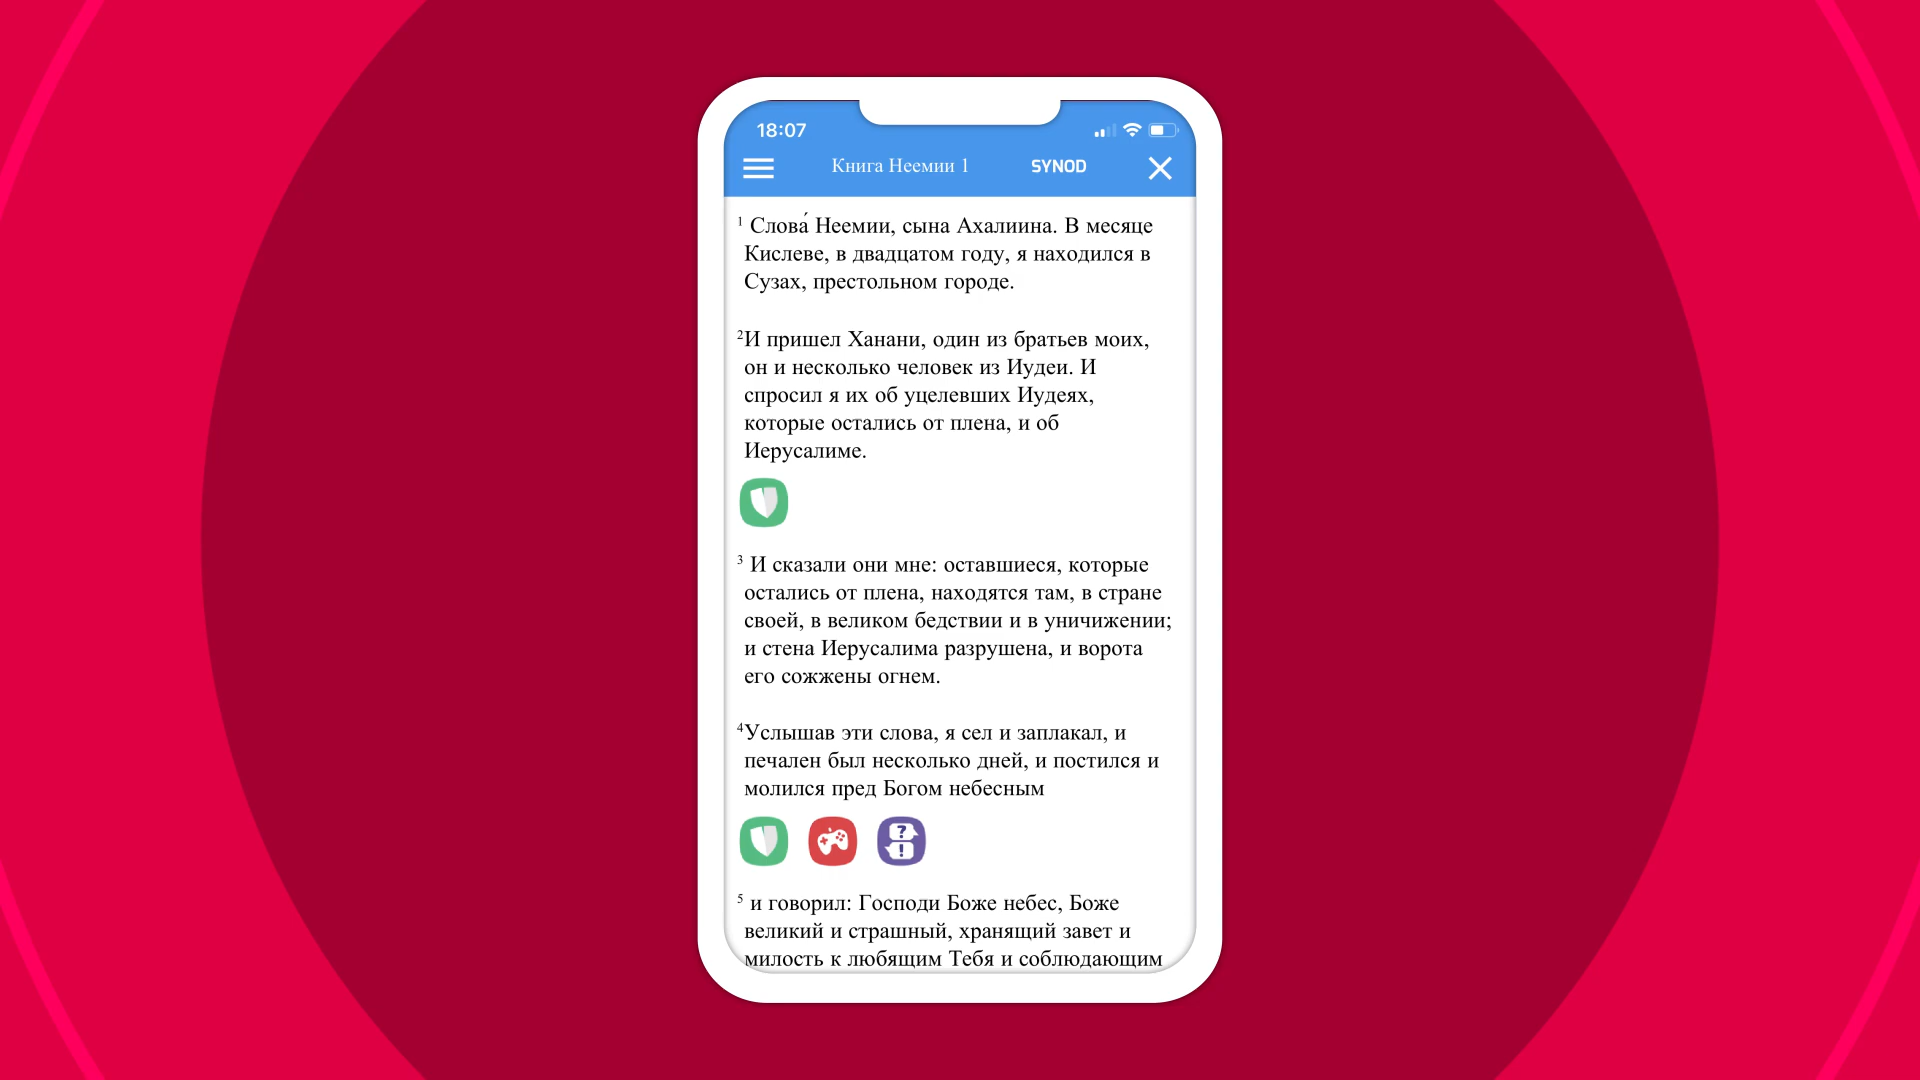 18:07
Книга Неемии 1 SYNOD
1 Слова́ Неемии, сына Ахалиина. В месяце
Кислеве, в двадцатом году, я находился в
Сузах, престольном городе.
2И пришел Ханани, один из братьев моих,
он и несколько человек из Иудеи. И
спросил я их об уцелевших Иудеях,
которые остались от плена, и об
Иерусалиме.
3 И сказали они мне: оставшиеся, которые
остались от плена, находятся там, в стране
своей, в великом бедствии и в уничижении;
и стена Иерусалима разрушена, и ворота
его сожжены огнем.
4Услышав эти слова, я сел и заплакал, и
печален был несколько дней, и постился и
молился пред Богом небесным
? !
5 и говорил: Господи Боже небес, Боже
великий и страшный, хранящий завет и
милость к любящим Тебя и соблюдающим